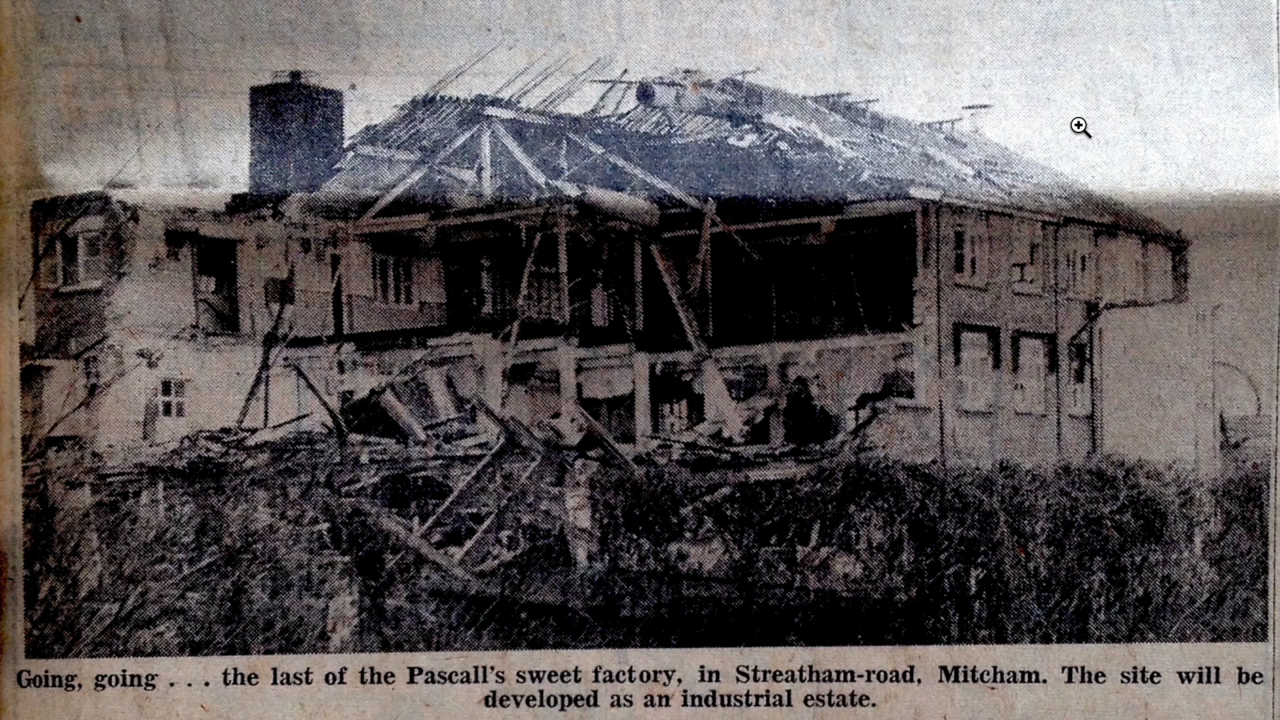 Going, going . . . the last of the Pascall's sweet factory, in Streatham-road, Mitcham. The site will be
developed as an industrial estate.